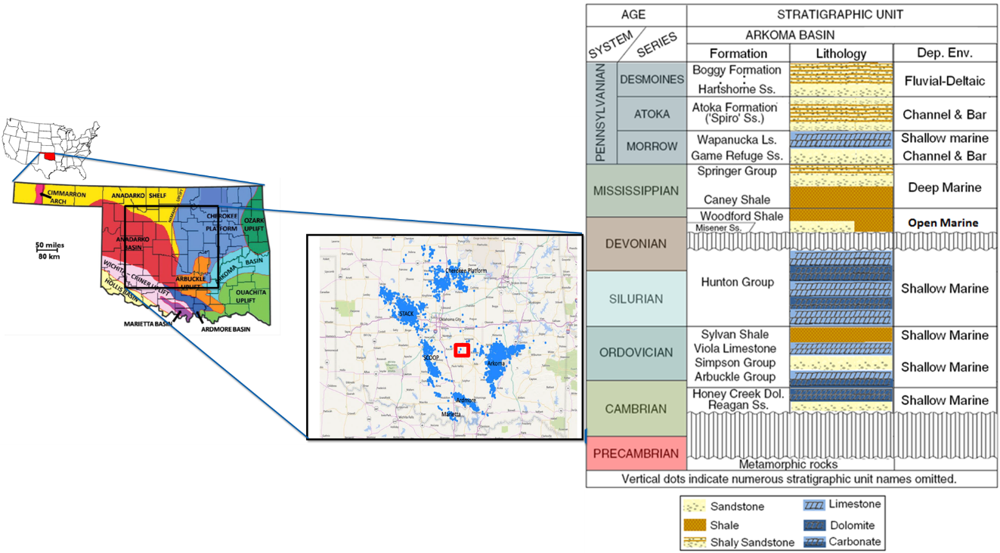 CIMMARRON
ARCH
ANADARKO SHELF
NEMAHA UPLIFT
CHEROKEE
PLATFORM
OZARK
UPLIFT
ANADARKO
BASIN
50 miles
80 km
ARKOMA BASIN
WICHITA - CRINER UPLIFT
ARBUCKLE
UPLIFT
HOLLIS BASIN
OUACHITA
UPLIFT
MARIETTA BASIN
ARDMORE BASIN
Cherokee Platform
STACK
Oklahoma City
SCOOP
Arkoma
Ardmore
Marietta
AGE
STRATIGRAPHIC UNIT
SYSTEM
SERIES
ARKOMA BASIN
Formation
Lithology
Dep. Env.
PENNSYLVANIAN
DESMOINES
Boggy Formation
Hartshorne Ss.
Fluvial-Deltaic
ATOKA
Atoka Formation
('Spiro' Ss.)
Channel & Bar
MORROW
Wapanucka Ls.
Shallow marine
Game Refuge Ss.
Channel & Bar
MISSISSIPPIAN
Springer Group
Caney Shale
Deep Marine
Woodford Shale
Misener Ss.
Open Marine
DEVONIAN
Hunton Group
Shallow Marine
SILURIAN
ORDOVICIAN
Sylvan Shale
Shallow Marine
Viola Limestone
Simpson Group
Shallow Marine
Arbuckle Group
CAMBRIAN
Honey Creek Dol.
Reagan Ss.
Shallow Marine
PRECAMBRIAN
Metamorphic rocks
Vertical dots indicate numerous stratigraphic unit names omitted.
Sandstone
Limestone
Shale
Dolomite
Shaly Sandstone
Carbonate